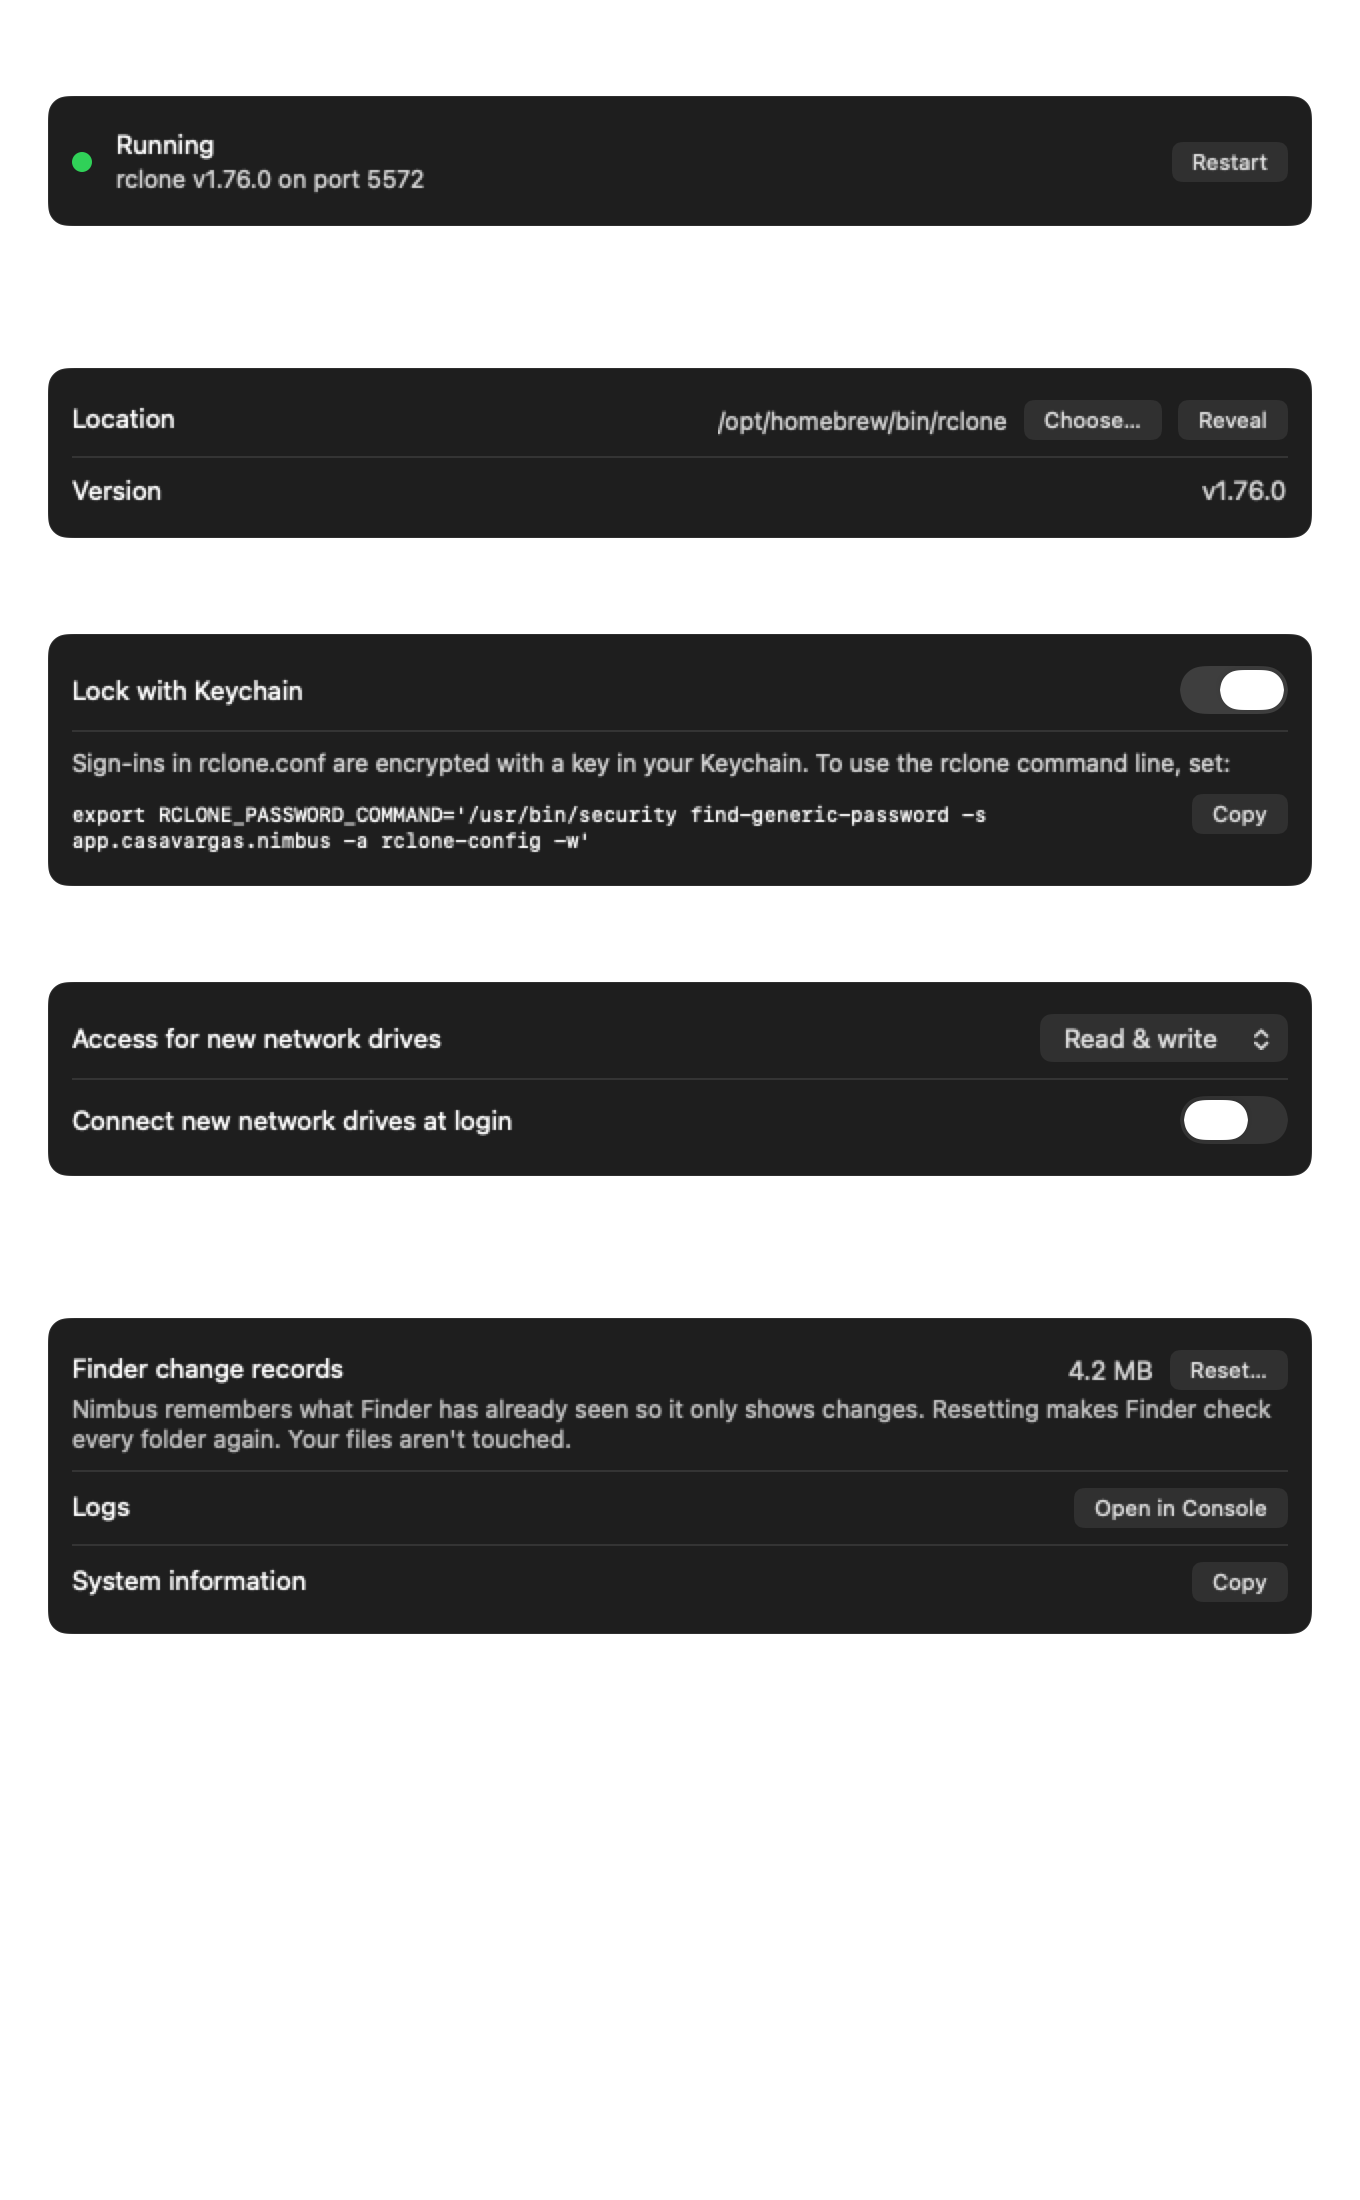 Running
rclone v1.76.0 on port 5572
Restart
Location
/opt/homebrew/bin/rclone
Choose...
Reveal
Version
v1.76.0
Lock with Keychain
Sign-ins in rclone.conf are encrypted with a key in your Keychain. To use the rclone command line, set:
export RCLONE_PASSWORD_COMMAND='/usr/bin/security find-generic-password -s
app.casavargas.nimbus -a rclone-config -w'
Copy
Access for new network drives
Read & write
Connect new network drives at login
Finder change records
4.2 MB
Reset...
Nimbus remembers what Finder has already seen so it only shows changes. Resetting makes Finder check
every folder again. Your files aren't touched.
Logs
Open in Console
System information
Copy